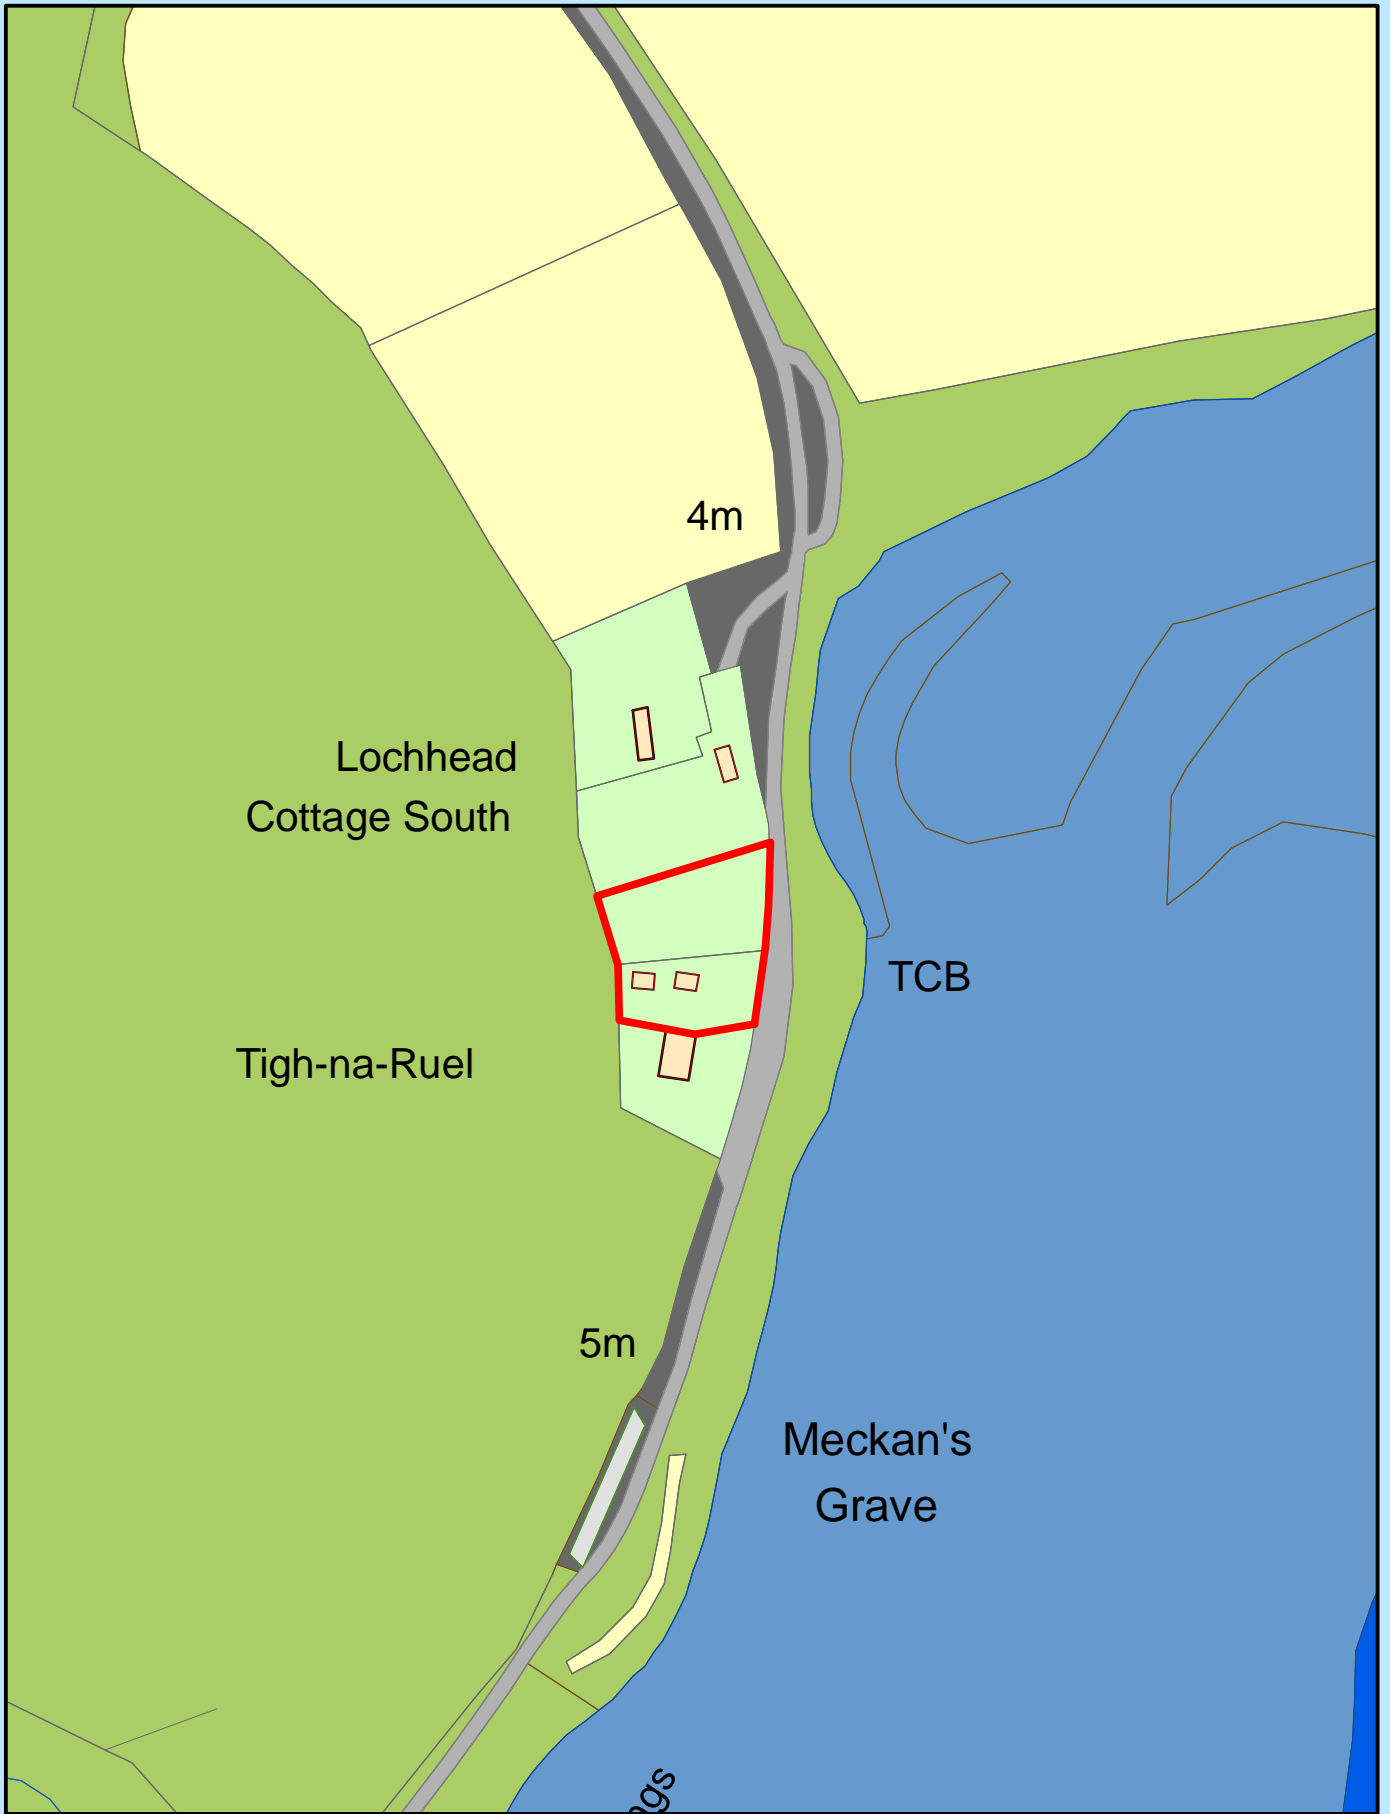 4m
Lochhead
Cottage South
TCB
Tigh-na-Ruel
5m
Meckan's
Grave